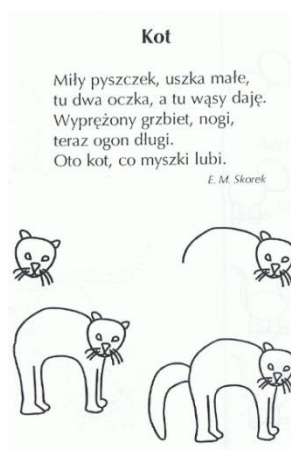 Kot
Miły pyszczek, uszka małe,
tu dwa oczka, a tu wąsy daję.
Wyprężony grzbiet, nogi,
teraz ogon długi.
Oto kot, co myszki lubi.
E. M. Skorek